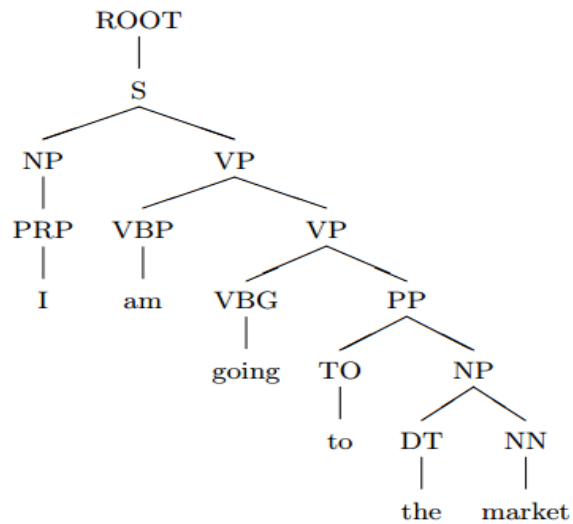 ROOT
S
NP VP
PRP VBP VP
I am VBG PP
going TO NP
to DT NN
the market